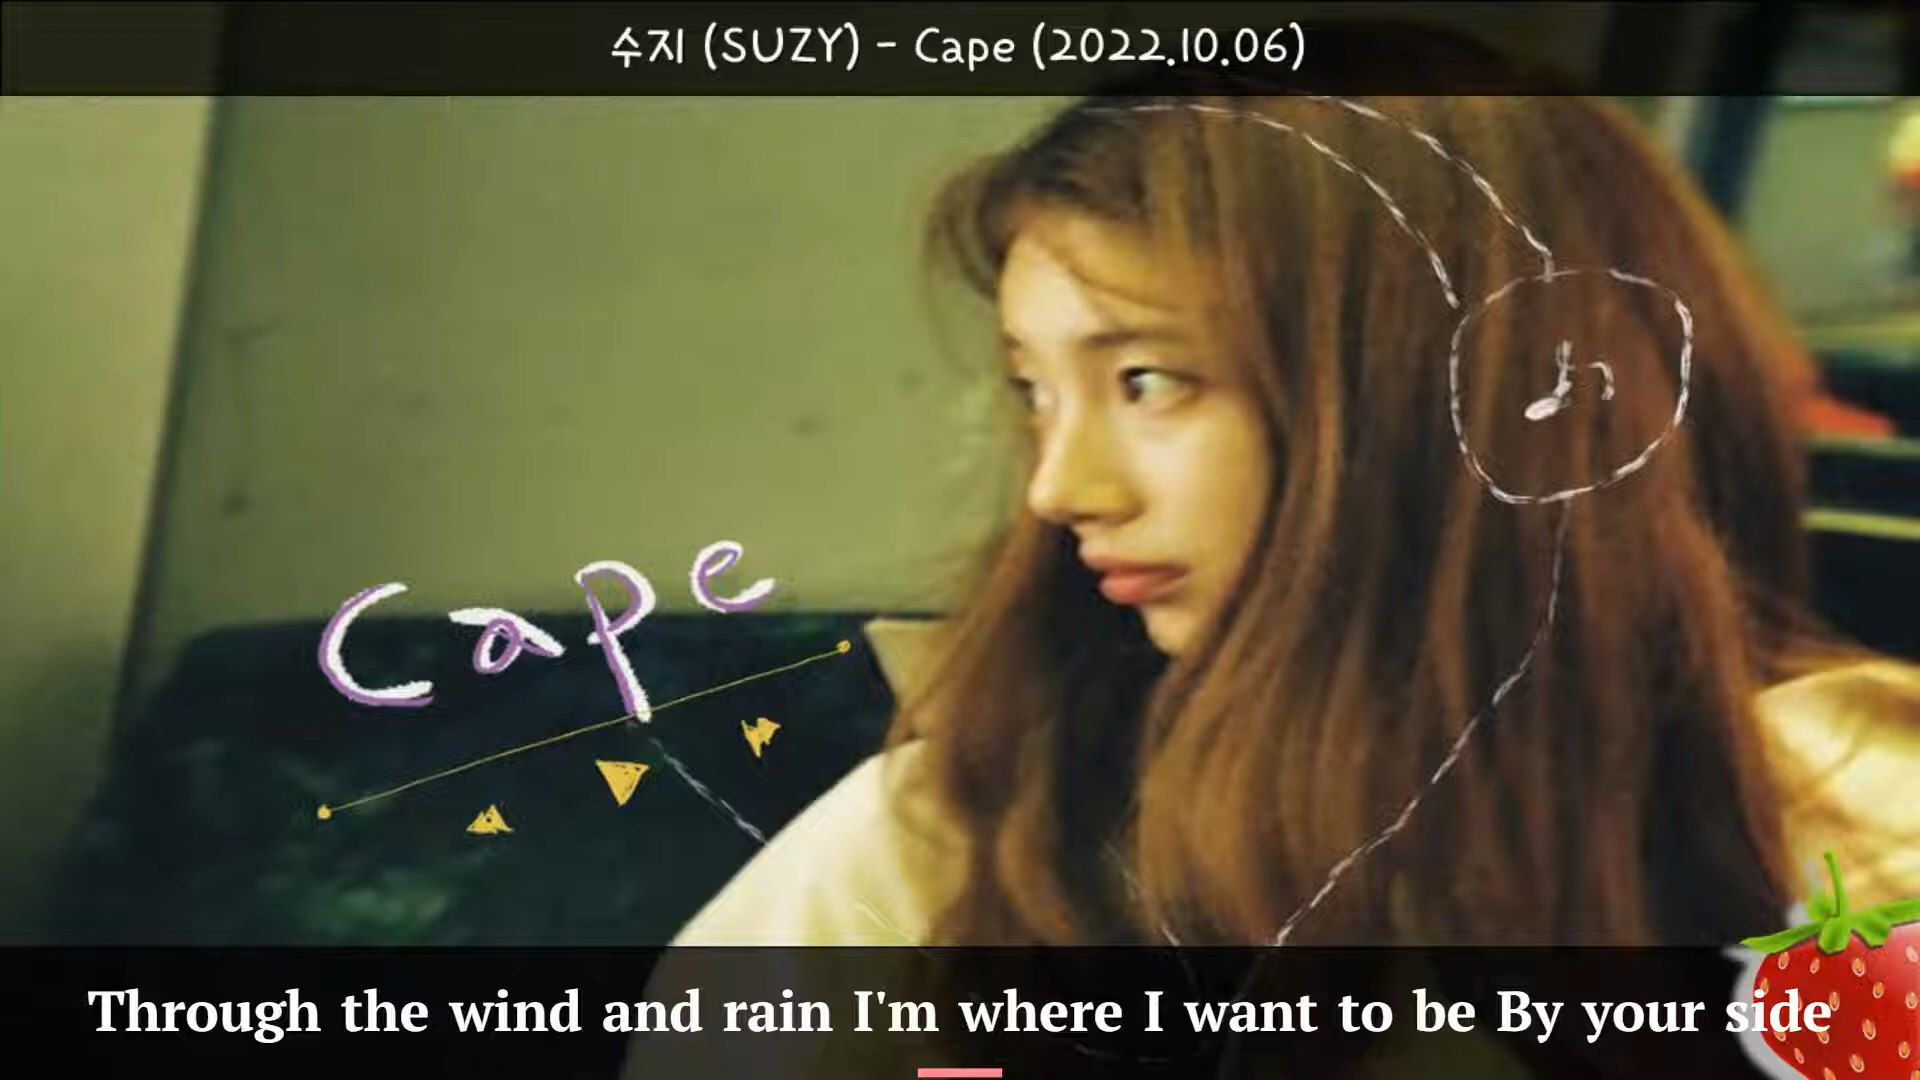 수지 (SUZY) - Cape (2022.10.06)
Cape
Through the wind and rain I'm where I want to be By your side